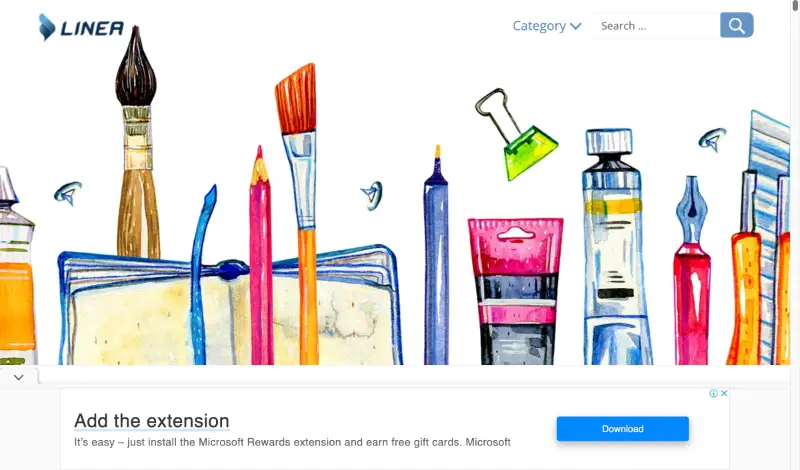 LINEA
Category
Search ...
Add the extension
It's easy – just install the Microsoft Rewards extension and earn free gift cards. Microsoft
Download